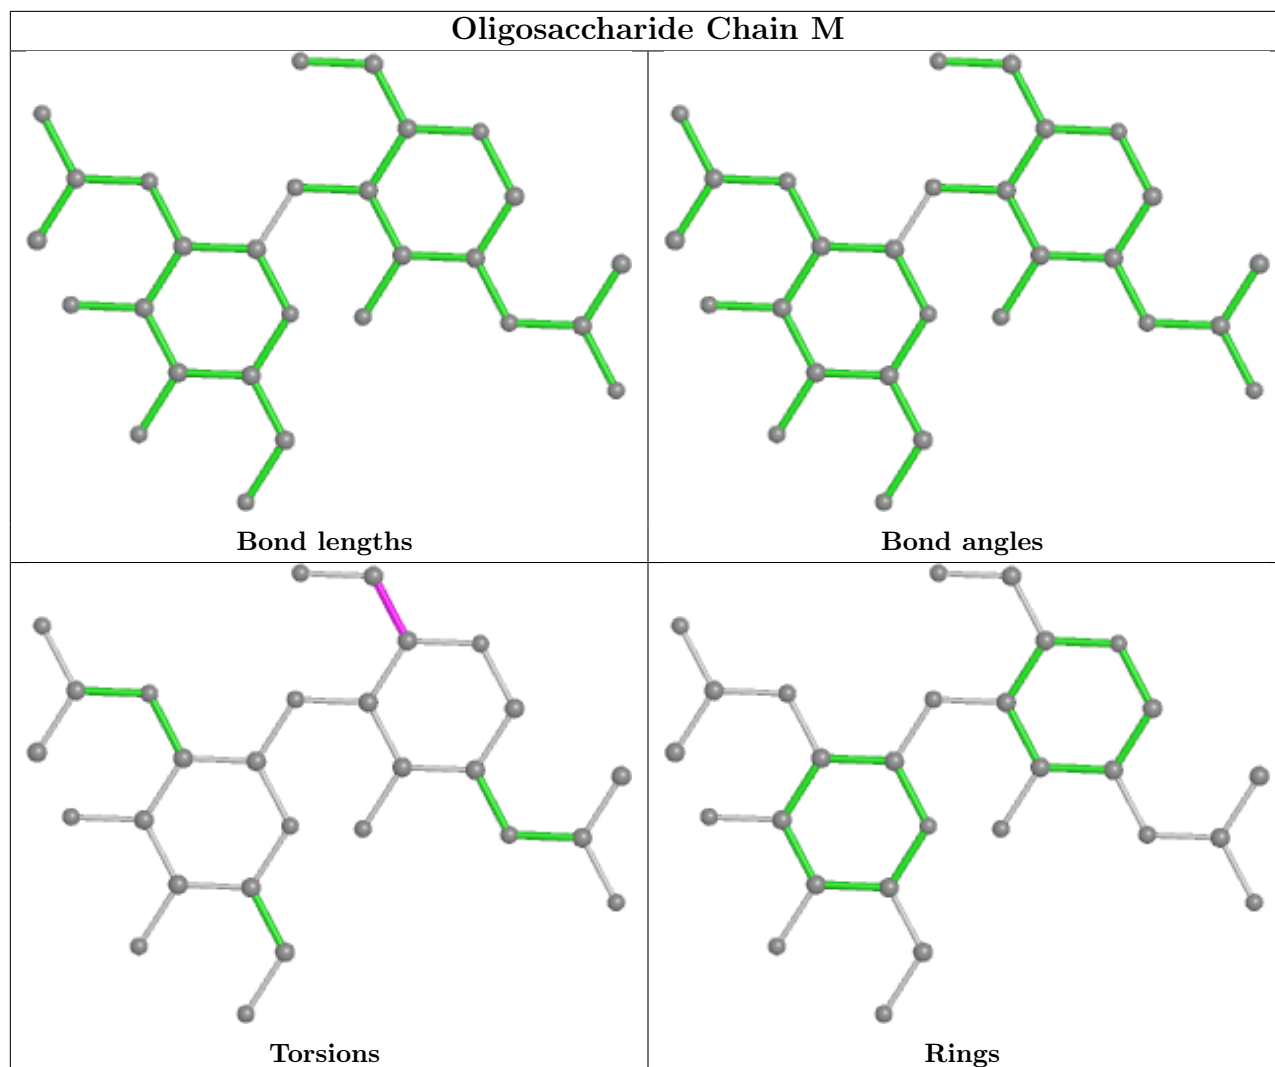 Oligosaccharide Chain M
Bond lengths
Bond angles
Torsions
Rings